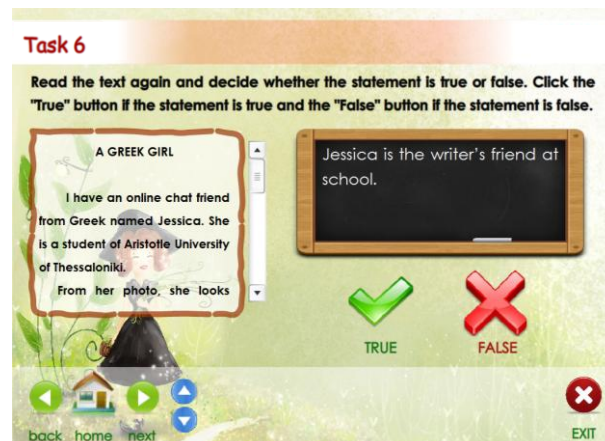 Task 6
Read the text again and decide whether the statement is true or false. Click the
"True" button if the statement is true and the "False" button if the statement is false.
A GREEK GIRL
I have an online chat friend
from Greek named Jessica. She
is a student of Aristotle University
of Thessaloniki.
From her photo, she looks
Jessica is the writer's friend at
school.
TRUE
FALSE
back home next
EXIT